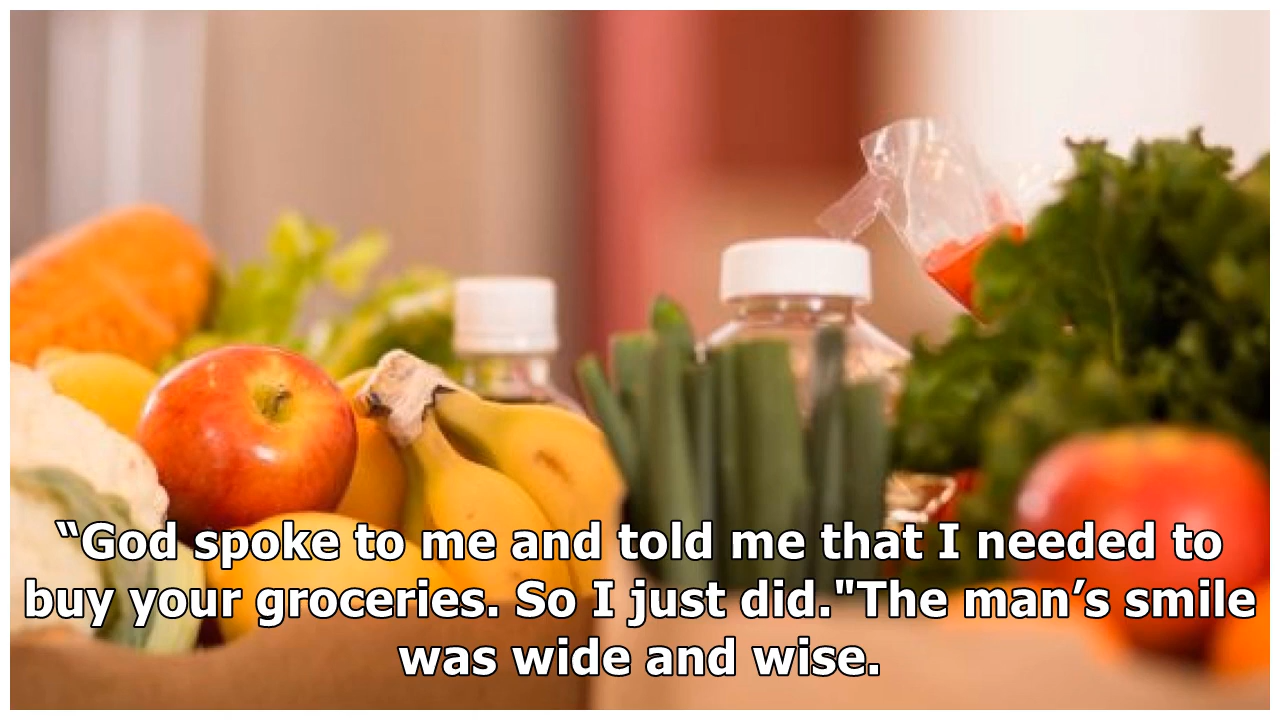 “God spoke to me and told me that I needed to
buy your groceries. So I just did."The man’s smile
was wide and wise.